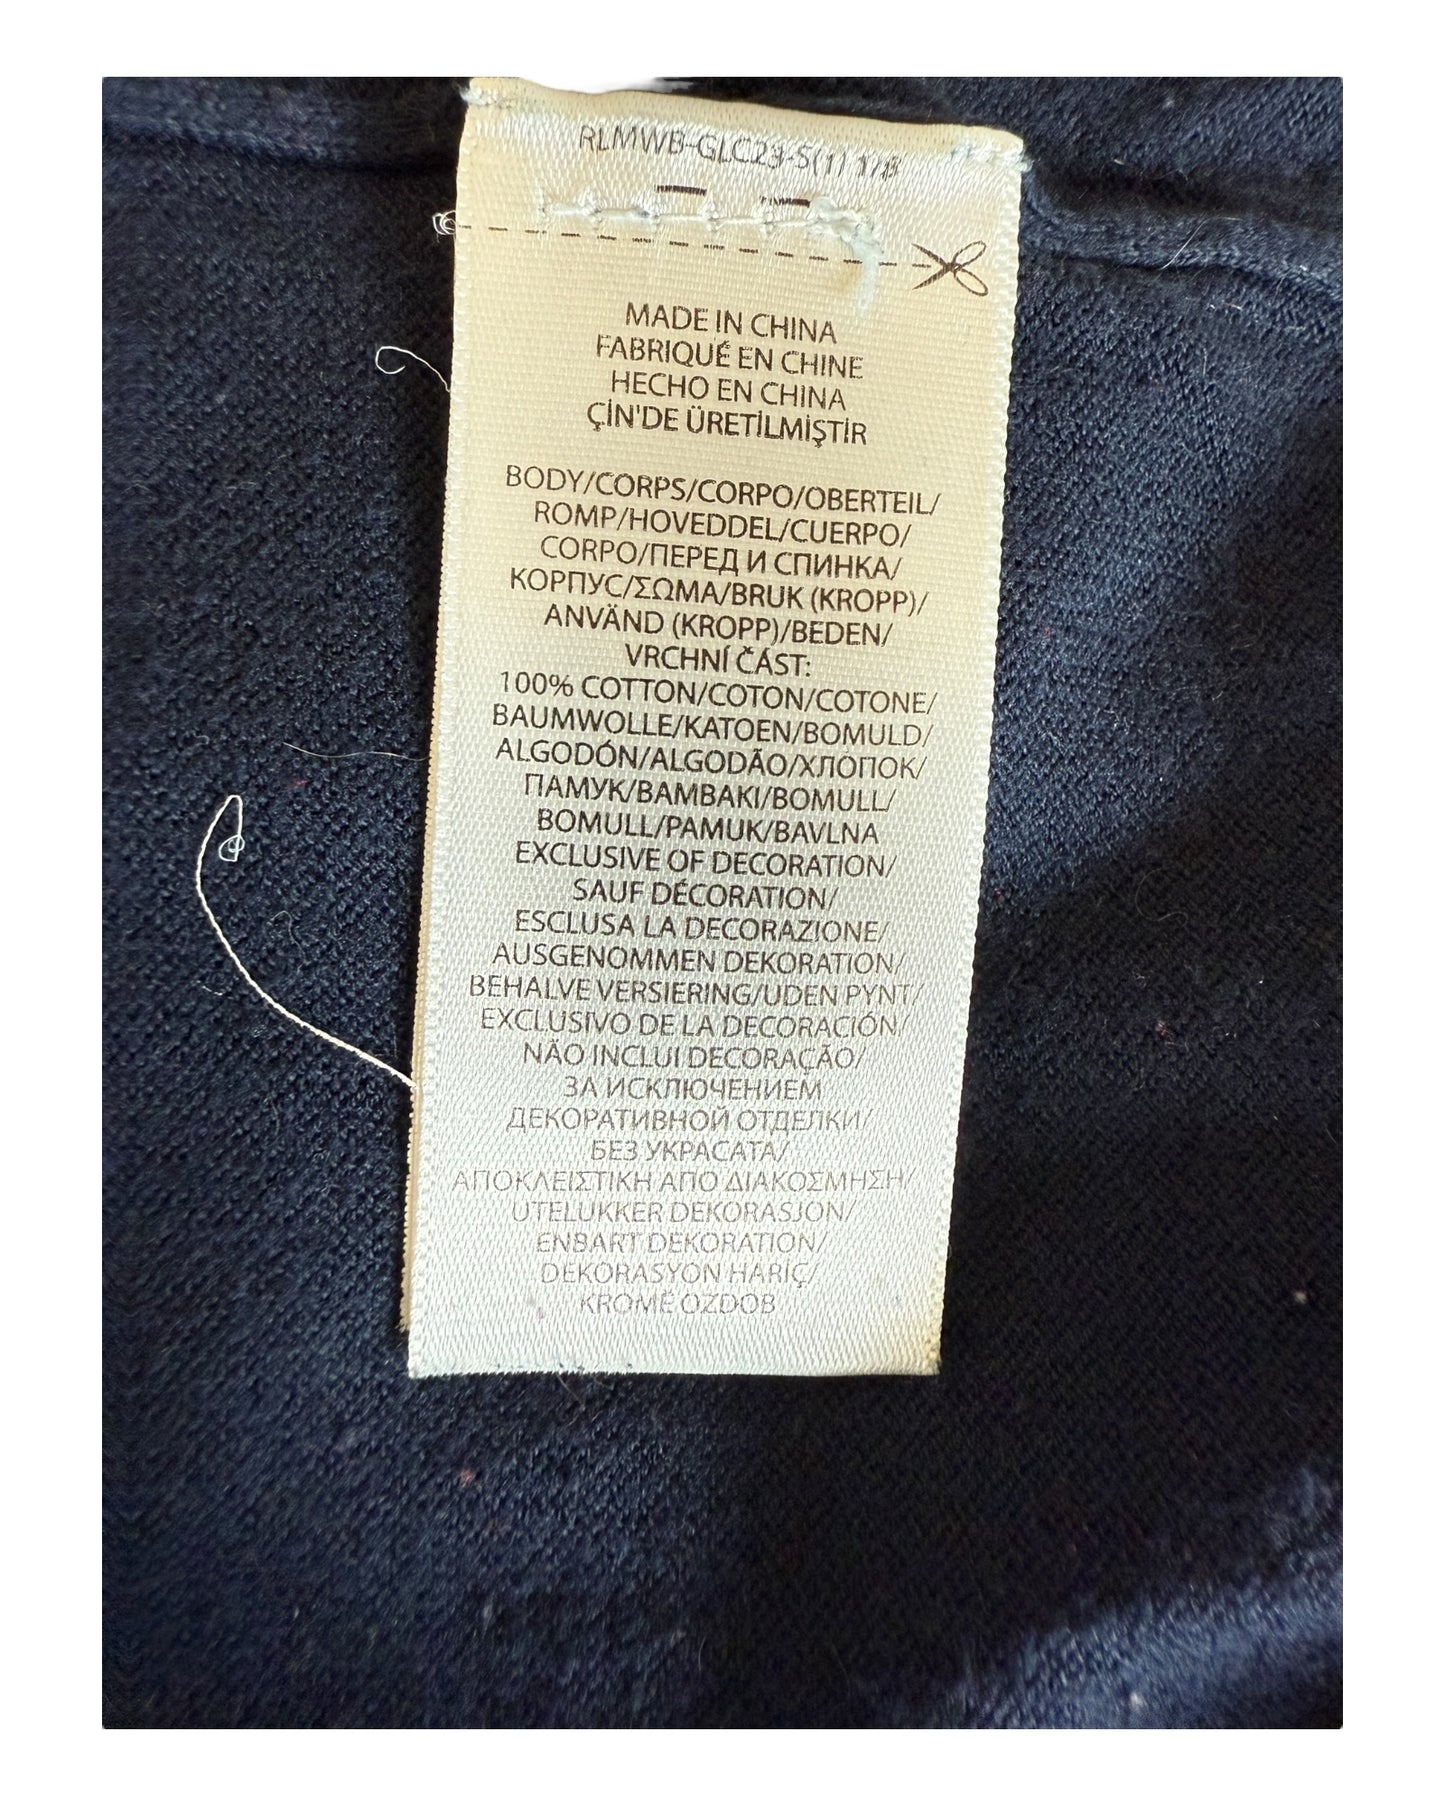 RLMWB-GLC23-S(1) 1/8
MADE IN CHINA
FABRIQUÉ EN CHINE
HECHO EN CHINA
ÇİN'DE ÜRETİLMİŞTİR
BODY/CORPS/CORPO/OBERTEIL/
ROMP/HOVEDDEL/CUERPO/
CORPO/ПЕРЕД И СПИНКА/
КОРПУС/ΣΩΜΑ/BRUK (KROPP)/
ANVÄND (KROPP)/BEDEN/
VRCHNÍ ČÁST:
100% COTTON/COTON/COTONE/
BAUMWOLLE/KATOEN/BOMULD/
ALGODÓN/ALGODÃO/ХЛОПОК/
ПАМУК/ΒΑΜΒΑΚΙ/BOMULL/
BOMULL/PAMUK/BAVLNA
EXCLUSIVE OF DECORATION/
SAUF DÉCORATION/
ESCLUSA LA DECORAZIONE/
AUSGENOMMEN DEKORATION/
BEHALVE VERSIERING/UDEN PYNT/
EXCLUSIVO DE LA DECORACIÓN/
NÃO INCLUI DECORAÇÃO/
ЗА ИСКЛЮЧЕНИЕМ
ДЕКОРАТИВНОЙ ОТДЕЛКИ/
БЕЗ УКРАСАТА/
ΑΠΟΚΛΕΙΣΤΙΚΗ ΑΠΟ ΔΙΑΚΟΣΜΗΣΗ/
UTELUKKER DEKORASJON/
ENBART DEKORATION/
DEKORASYON HARİÇ/
KROMĚ OZDOB